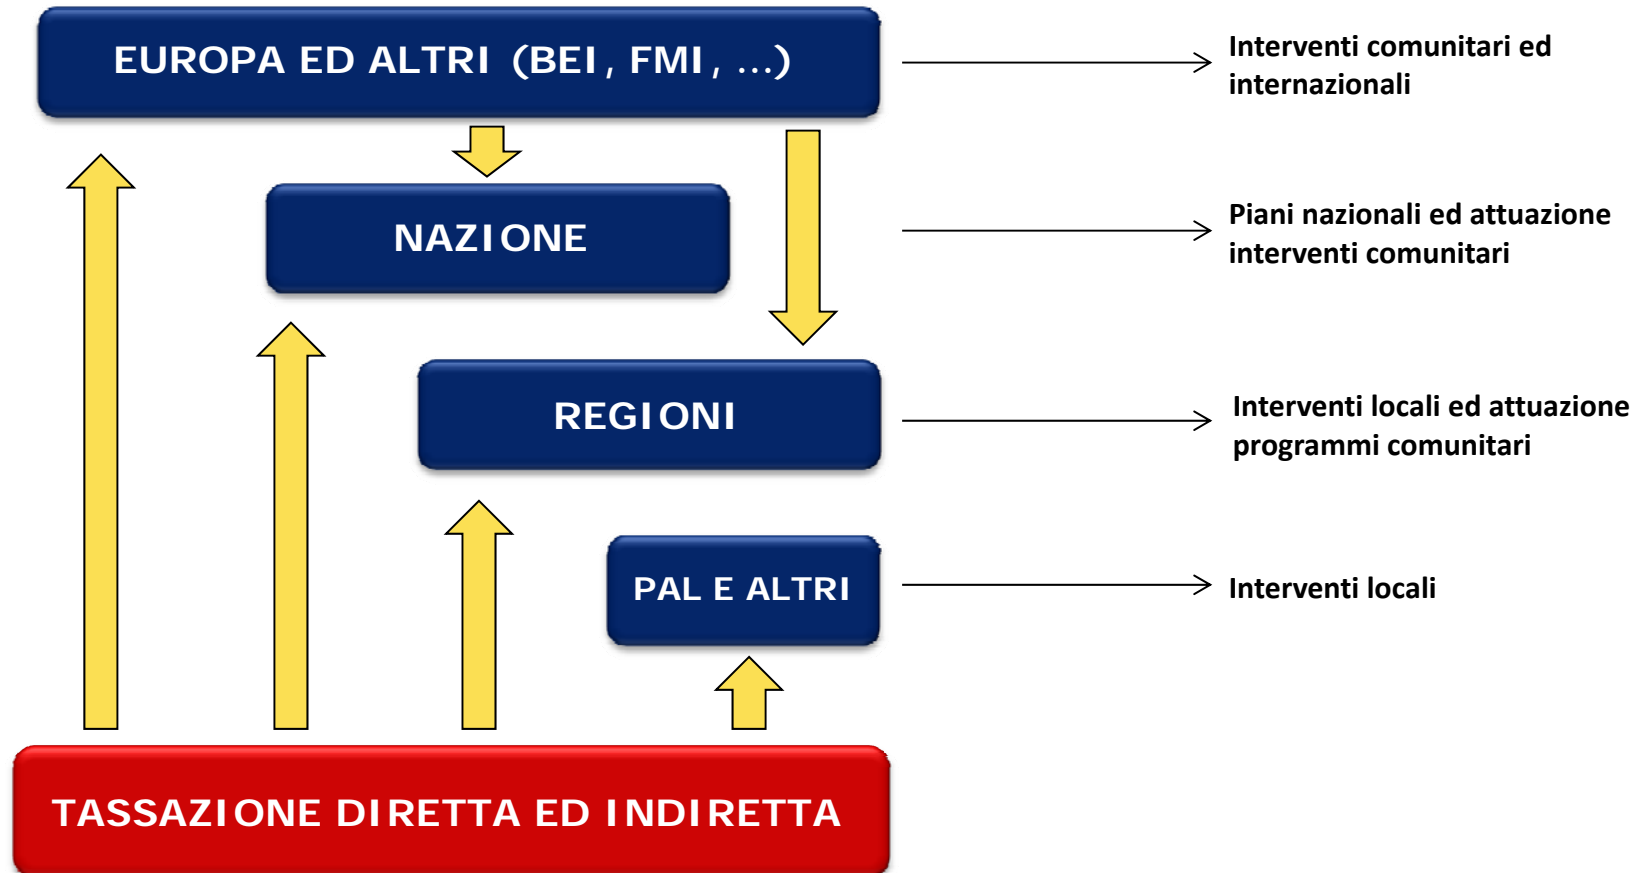 EUROPA ED ALTRI (BEI, FMI, ...)
Interventi comunitari ed
internazionali
NAZIONE
Piani nazionali ed attuazione
interventi comunitari
REGIONI
Interventi locali ed attuazione
programmi comunitari
PAL E ALTRI
Interventi locali
TASSAZIONE DIRETTA ED INDIRETTA